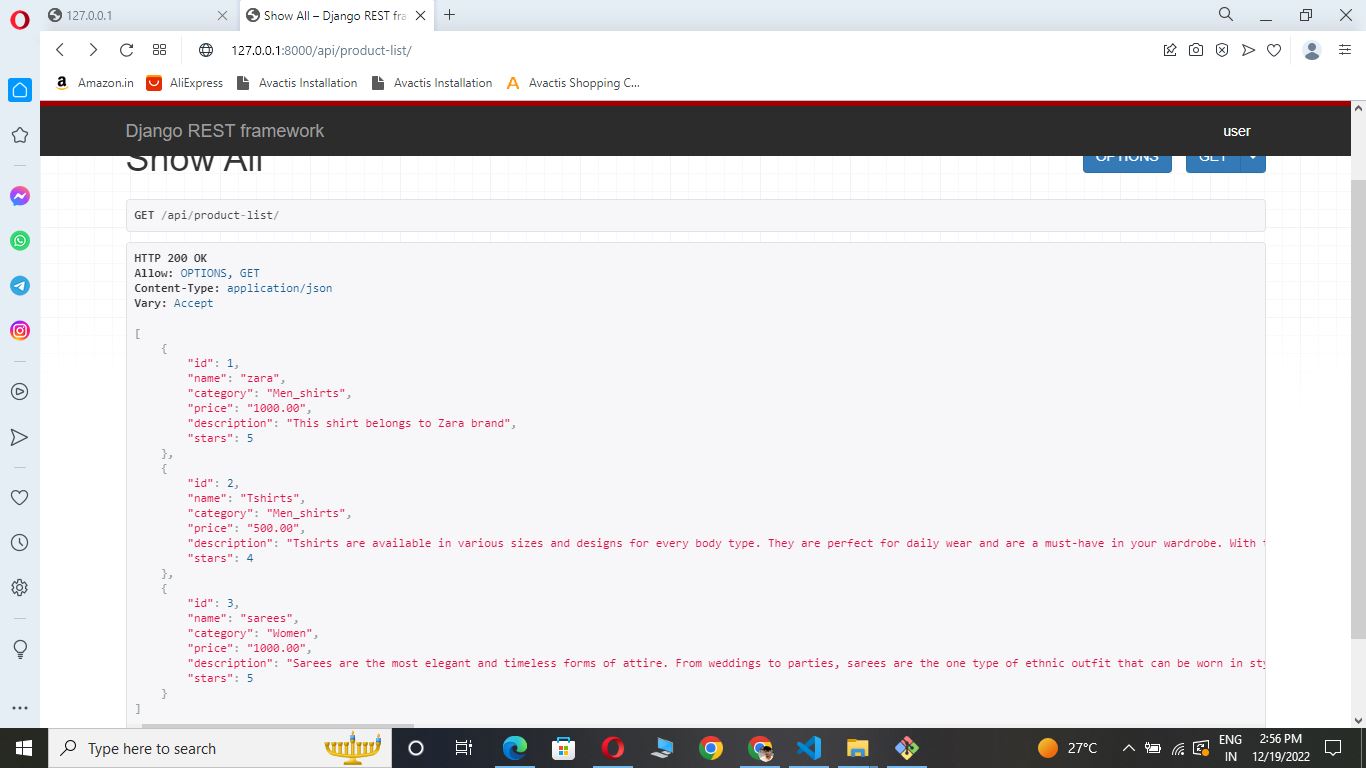 127.0.0.1
Show All – Django REST fra
127.0.0.1:8000/api/product-list/
Amazon.in
AliExpress
Avactis Installation
Avactis Installation
Avactis Shopping C...
Django REST framework
user
Show All
OPTIONS
GET
GET /api/product-list/
HTTP 200 OK
Allow: OPTIONS, GET
Content-Type: application/json
Vary: Accept
[
{
"id": 1,
"name": "zara",
"category": "Men_shirts",
"price": "1000.00",
"description": "This shirt belongs to Zara brand",
"stars": 5
},
{
"id": 2,
"name": "Tshirts",
"category": "Men_shirts",
"price": "500.00",
"description": "Tshirts are available in various sizes and designs for every body type. They are perfect for daily wear and are a must-have in your wardrobe. With
"stars": 4
},
{
"id": 3,
"name": "sarees",
"category": "Women",
"price": "1000.00",
"description": "Sarees are the most elegant and timeless forms of attire. From weddings to parties, sarees are the one type of ethnic outfit that can be worn in
"stars": 5
}
]
Type here to search
27°C
ENG
IN
2:56 PM
12/19/2022